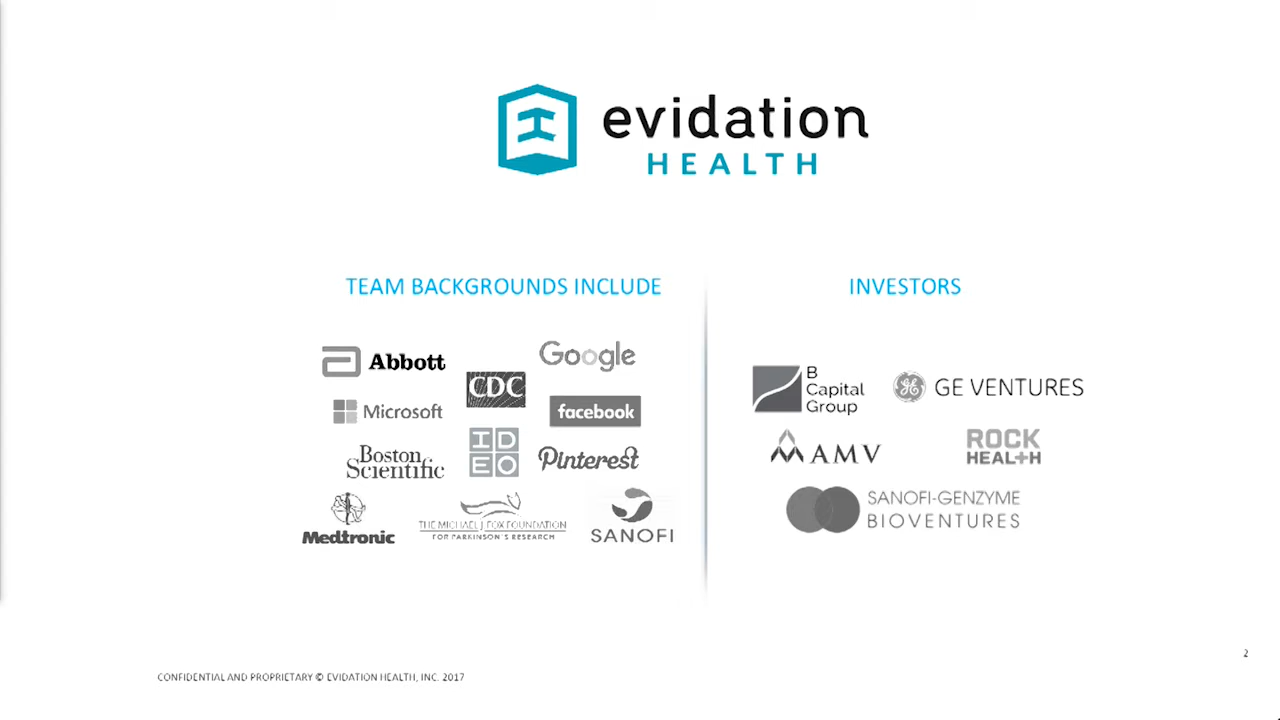 evidation
HEALTH
TEAM BACKGROUNDS INCLUDE
Abbott
Google
CDC
Microsoft
facebook
Boston
Scientific
ID
EO
Pinterest
Medtronic
THE MICHAEL J. FOX FOUNDATION
FOR PARKINSON'S RESEARCH
SANOFI
INVESTORS
B
Capital
Group
GE VENTURES
AMV
ROCK
HEALTH
SANOFI-GENZYME
BIOVENTURES
2
CONFIDENTIAL AND PROPRIETARY © EVIDATION HEALTH, INC. 2017